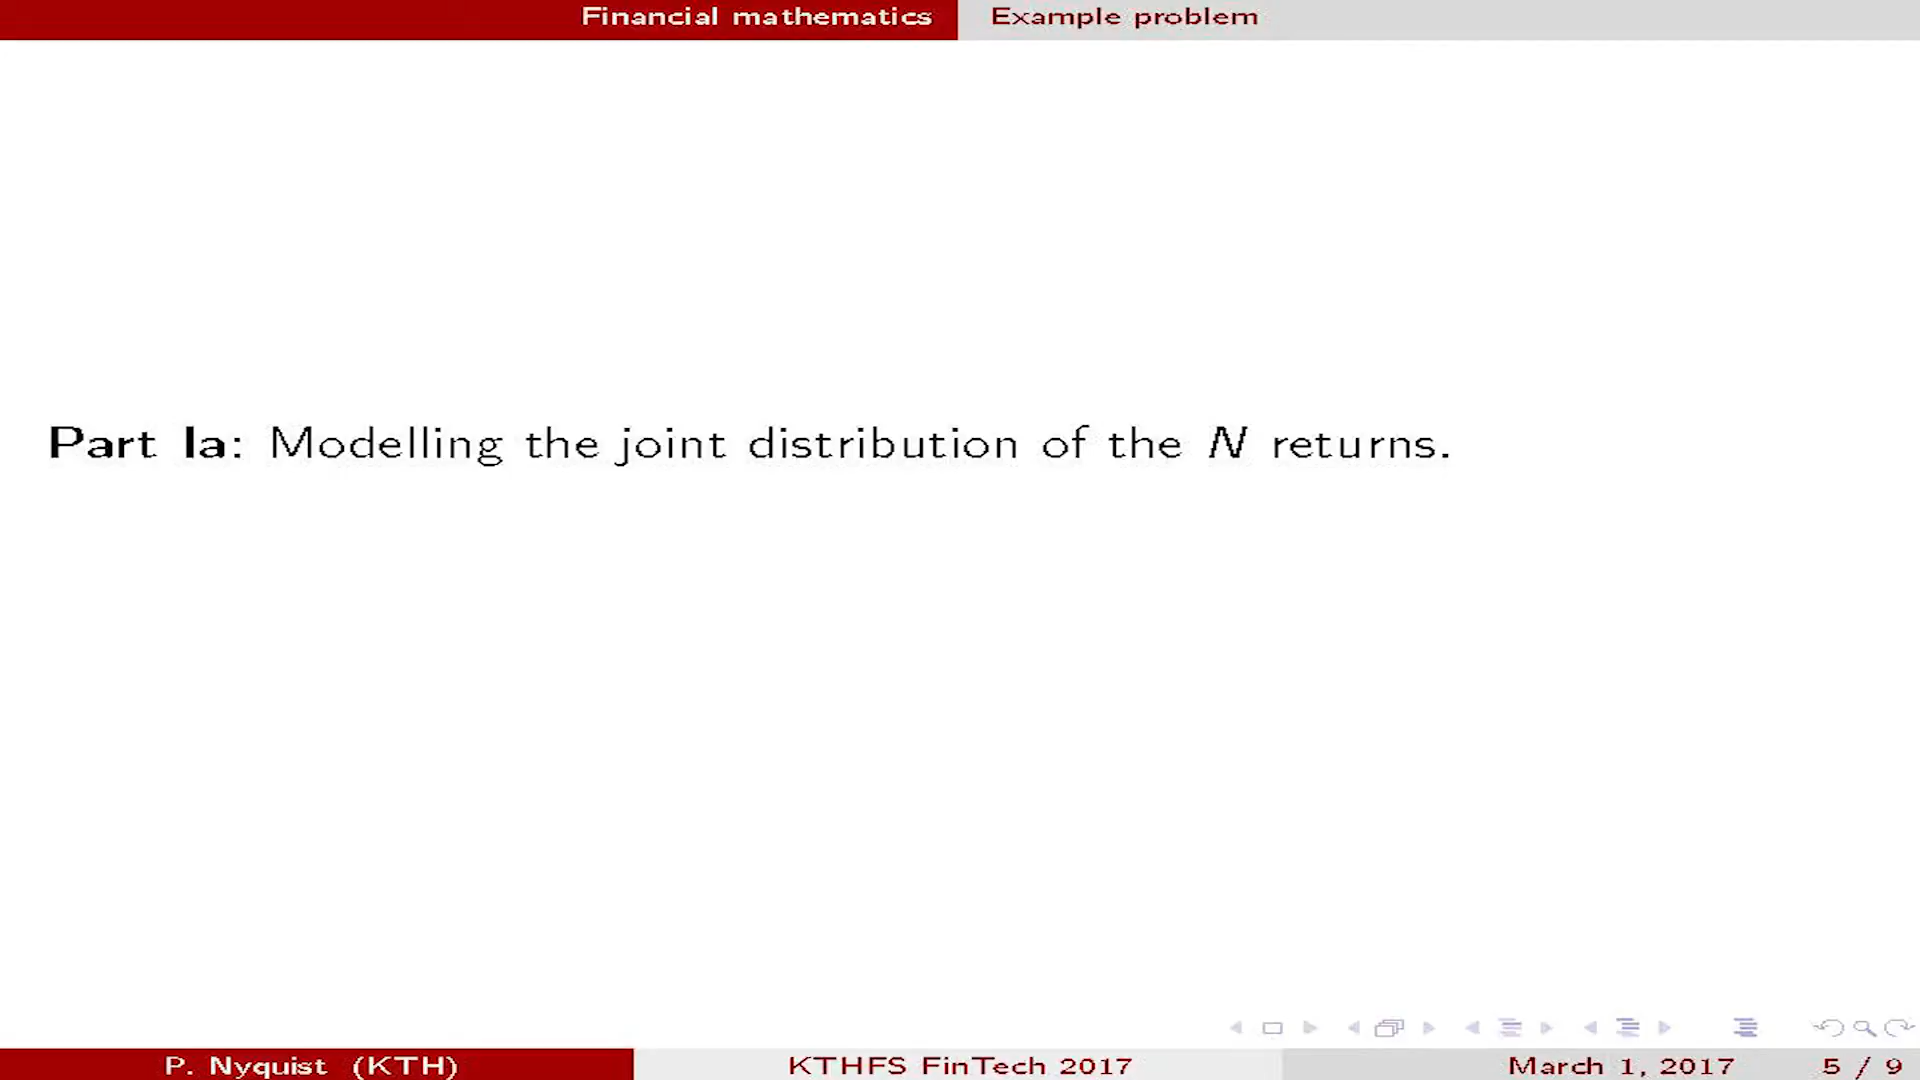 Financial mathematics Example problem
Part Ia: Modelling the joint distribution of the N returns.
P. Nyquist (KTH) KTHFS FinTech 2017 March 1, 2017 5 / 9